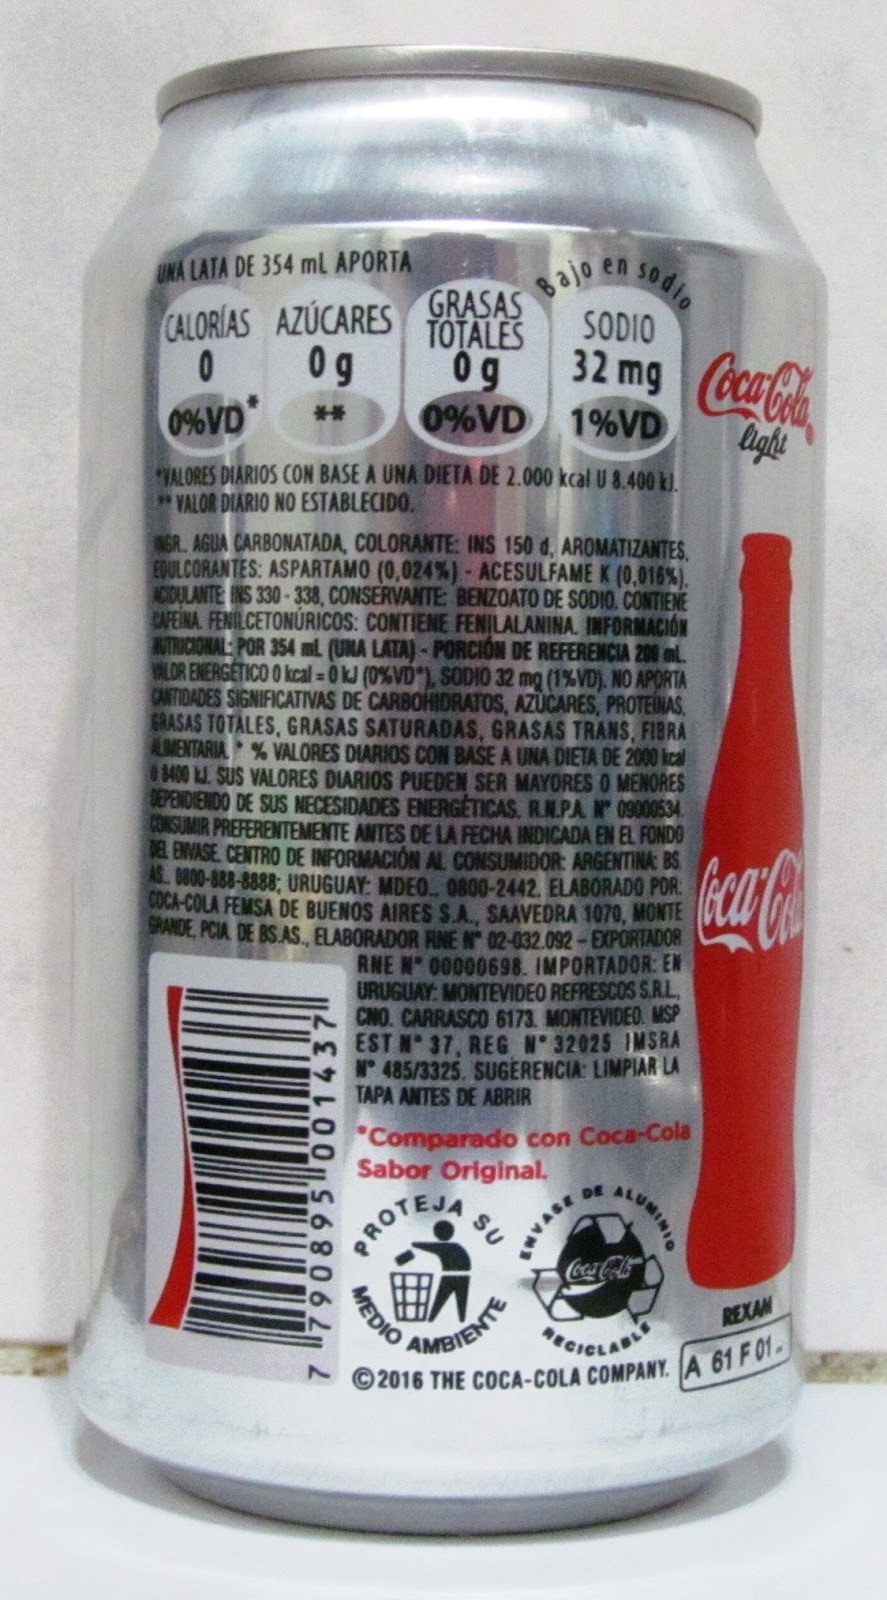 UNA LATA DE 354 mL APORTA
Bajo en sodio
CALORÍAS
0
0%VD*
AZÚCARES
0 g
**
GRASAS
TOTALES
0 g
0%VD
SODIO
32 mg
1%VD
Coca-Cola
light
*VALORES DIARIOS CON BASE A UNA DIETA DE 2.000 kcal U 8.400 kJ.
** VALOR DIARIO NO ESTABLECIDO.
INGR.. AGUA CARBONATADA, COLORANTE: INS 150 d, AROMATIZANTES,
EDULCORANTES: ASPARTAMO (0,024%) - ACESULFAME K (0,016%),
ACIDULANTE INS 330 - 338, CONSERVANTE: BENZOATO DE SODIO. CONTIENE
CAFEÍNA. FENILCETONÚRICOS: CONTIENE FENILALANINA. INFORMACIÓN
NUTRICIONAL: POR 354 mL (UNA LATA) - PORCIÓN DE REFERENCIA 200 mL.
VALOR ENERGÉTICO 0 kcal = 0 kJ (0%VD*), SODIO 32 mg (1%VD). NO APORTA
CANTIDADES SIGNIFICATIVAS DE CARBOHIDRATOS, AZÚCARES, PROTEÍNAS,
GRASAS TOTALES, GRASAS SATURADAS, GRASAS TRANS, FIBRA
ALIMENTARIA. * % VALORES DIARIOS CON BASE A UNA DIETA DE 2000 kcal
U 8400 kJ. SUS VALORES DIARIOS PUEDEN SER MAYORES O MENORES
DEPENDIENDO DE SUS NECESIDADES ENERGÉTICAS. R.N.P.A. N° 09000534.
CONSUMIR PREFERENTEMENTE ANTES DE LA FECHA INDICADA EN EL FONDO
DEL ENVASE. CENTRO DE INFORMACIÓN AL CONSUMIDOR: ARGENTINA: BS.
AS.. 0800-888-8888; URUGUAY: MDEO.. 0800-2442. ELABORADO POR:
COCA-COLA FEMSA DE BUENOS AIRES S.A., SAAVEDRA 1070, MONTE
GRANDE, PCIA. DE BS.AS., ELABORADOR RNE N° 02-032.092 – EXPORTADOR
RNE N° 00000698. IMPORTADOR: EN
URUGUAY: MONTEVIDEO REFRESCOS S.R.L.,
CNO. CARRASCO 6173. MONTEVIDEO. MSP
EST N° 37, REG N° 32025 IMSRA
N° 485/3325. SUGERENCIA: LIMPIAR LA
TAPA ANTES DE ABRIR
Coca-Cola
*Comparado con Coca-Cola
Sabor Original.
7 790895 001437
PROTEJA SU
MEDIO AMBIENTE
ENVASE DE ALUMINIO
Coca-Cola
RECICLABLE
REXAM
A 61 F 01
©2016 THE COCA-COLA COMPANY.